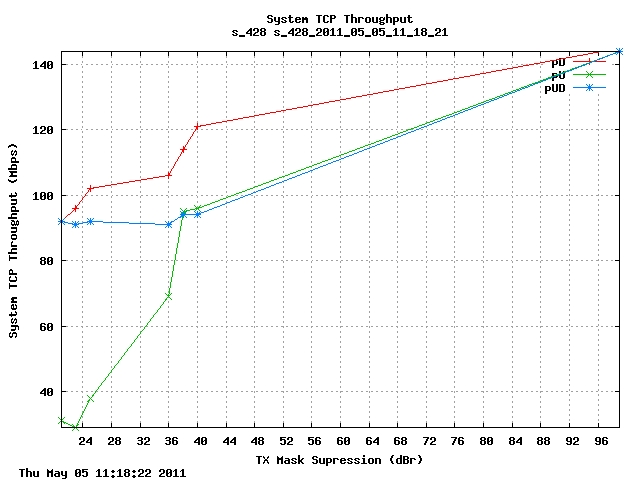 System TCP Throughput
s_428 s_428_2011_05_05_11_18_21
140
120
100
80
60
40
System TCP Throughput (Mbps)
pD
pU
pUD
24 28 32 36 40 44 48 52 56 60 64 68 72 76 80 84 88 92 96
TX Mask Supression (dBr)
Thu May 05 11:18:22 2011